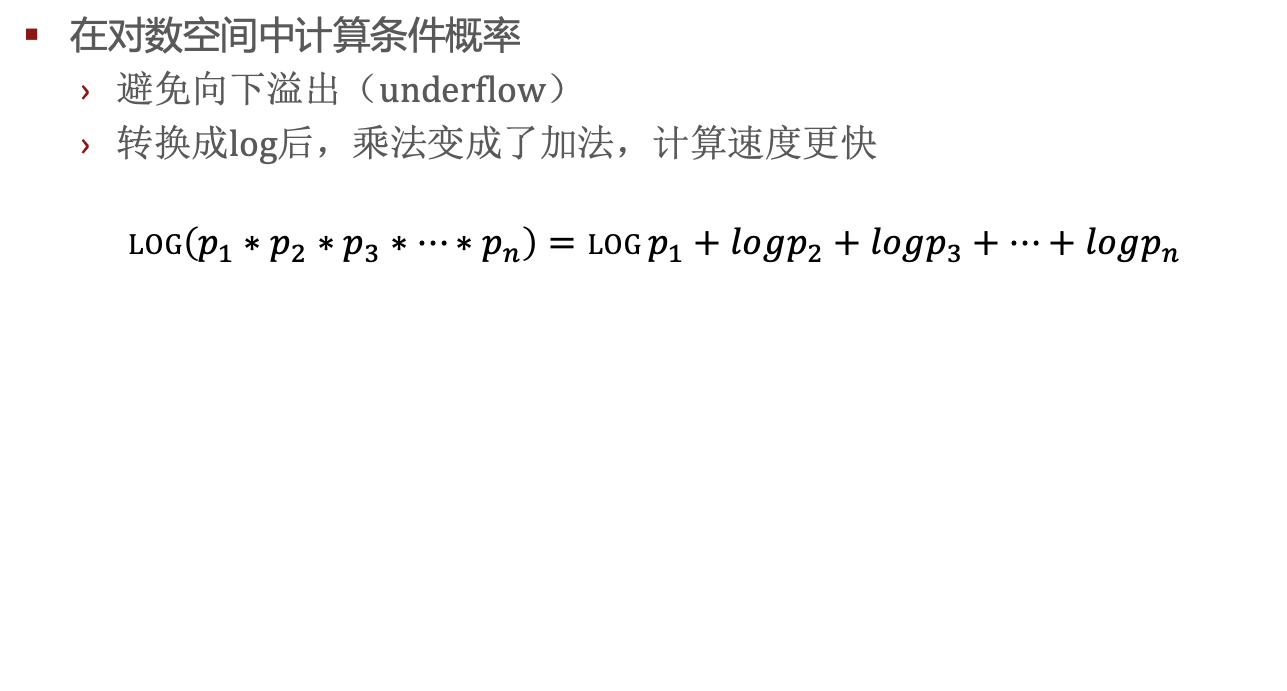 ▪ 在对数空间中计算条件概率
› 避免向下溢出（underflow）
› 转换成log后，乘法变成了加法，计算速度更快
LOG(p₁ * p₂ * p₃ * ⋯ * pₙ) = LOG p₁ + logp₂ + logp₃ + ⋯ + logpₙ